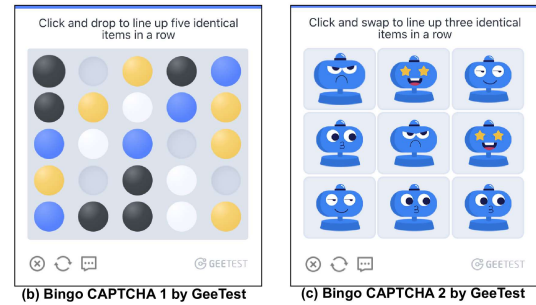 Click and drop to line up five identical
items in a row
GEETEST
(b) Bingo CAPTCHA 1 by GeeTest
Click and swap to line up three identical
items in a row
GEETEST
(c) Bingo CAPTCHA 2 by GeeTest